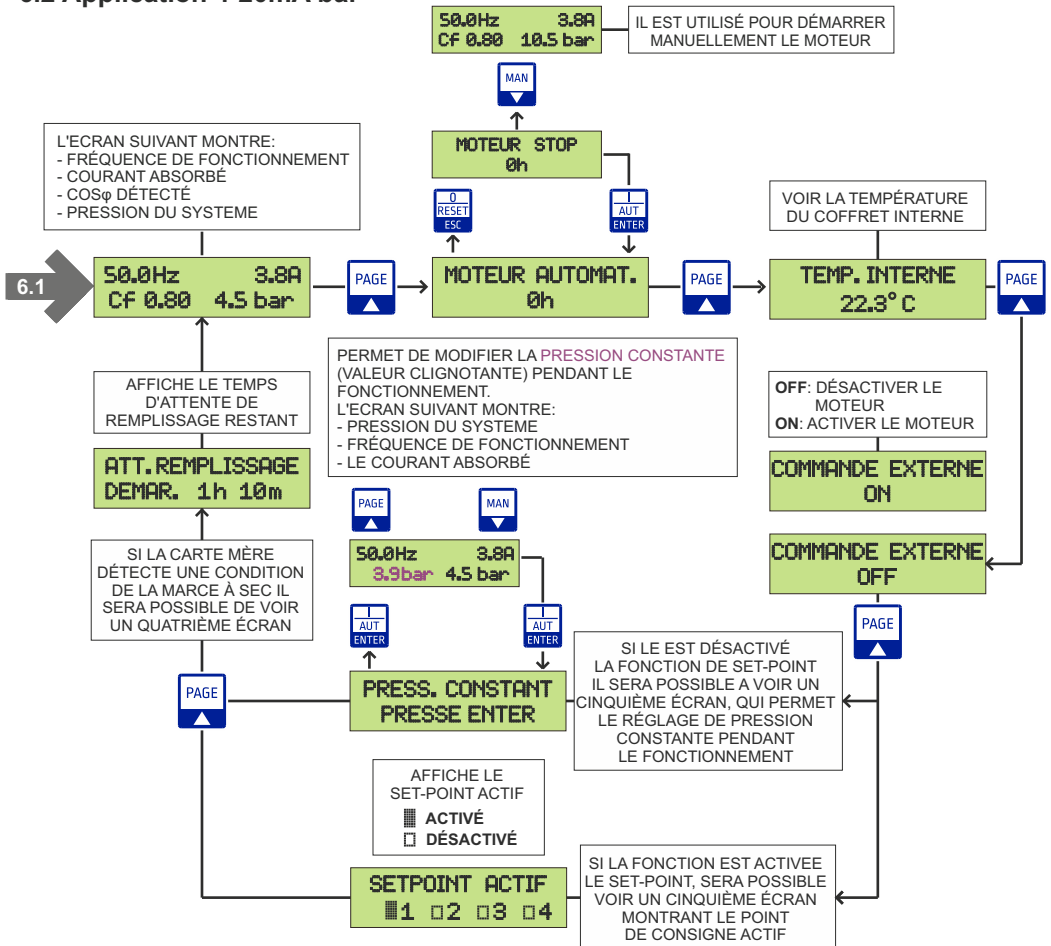 50.0Hz 3.8A
Cf 0.80 10.5 bar
IL EST UTILISÉ POUR DÉMARRER
MANUELLEMENT LE MOTEUR
MAN
MOTEUR STOP
0h
L'ECRAN SUIVANT MONTRE:
- FRÉQUENCE DE FONCTIONNEMENT
- COURANT ABSORBÉ
- COSφ DÉTECTÉ
- PRESSION DU SYSTEME
0
RESET
ESC
I
AUT
ENTER
VOIR LA TEMPÉRATURE
DU COFFRET INTERNE
6.1
50.0Hz 3.8A
Cf 0.80 4.5 bar
PAGE
MOTEUR AUTOMAT.
0h
PAGE
TEMP. INTERNE
22.3° C
PAGE
AFFICHE LE TEMPS
D'ATTENTE DE
REMPLISSAGE RESTANT
PERMET DE MODIFIER LA PRESSION CONSTANTE
(VALEUR CLIGNOTANTE) PENDANT LE
FONCTIONNEMENT.
L'ECRAN SUIVANT MONTRE:
- PRESSION DU SYSTEME
- FRÉQUENCE DE FONCTIONNEMENT
- LE COURANT ABSORBÉ
OFF: DÉSACTIVER LE
MOTEUR
ON: ACTIVER LE MOTEUR
ATT.REMPLISSAGE
DEMAR. 1h 10m
COMMANDE EXTERNE
ON
PAGE
MAN
50.0Hz 3.8A
3.9bar 4.5 bar
COMMANDE EXTERNE
OFF
SI LA CARTE MÈRE
DÉTECTE UNE CONDITION
DE LA MARCE À SEC IL
SERA POSSIBLE DE VOIR
UN QUATRIÈME ÉCRAN
I
AUT
ENTER
I
AUT
ENTER
PAGE
PAGE
PRESS. CONSTANT
PRESSE ENTER
SI LE EST DÉSACTIVÉ
LA FONCTION DE SET-POINT
IL SERA POSSIBLE A VOIR UN
CINQUIÈME ÉCRAN, QUI PERMET
LE RÉGLAGE DE PRESSION
CONSTANTE PENDANT
LE FONCTIONNEMENT
AFFICHE LE
SET-POINT ACTIF
ACTIVÉ
DÉSACTIVÉ
SETPOINT ACTIF
1 2 3 4
SI LA FONCTION EST ACTIVEE
LE SET-POINT, SERA POSSIBLE
VOIR UN CINQUIÈME ÉCRAN
MONTRANT LE POINT
DE CONSIGNE ACTIF